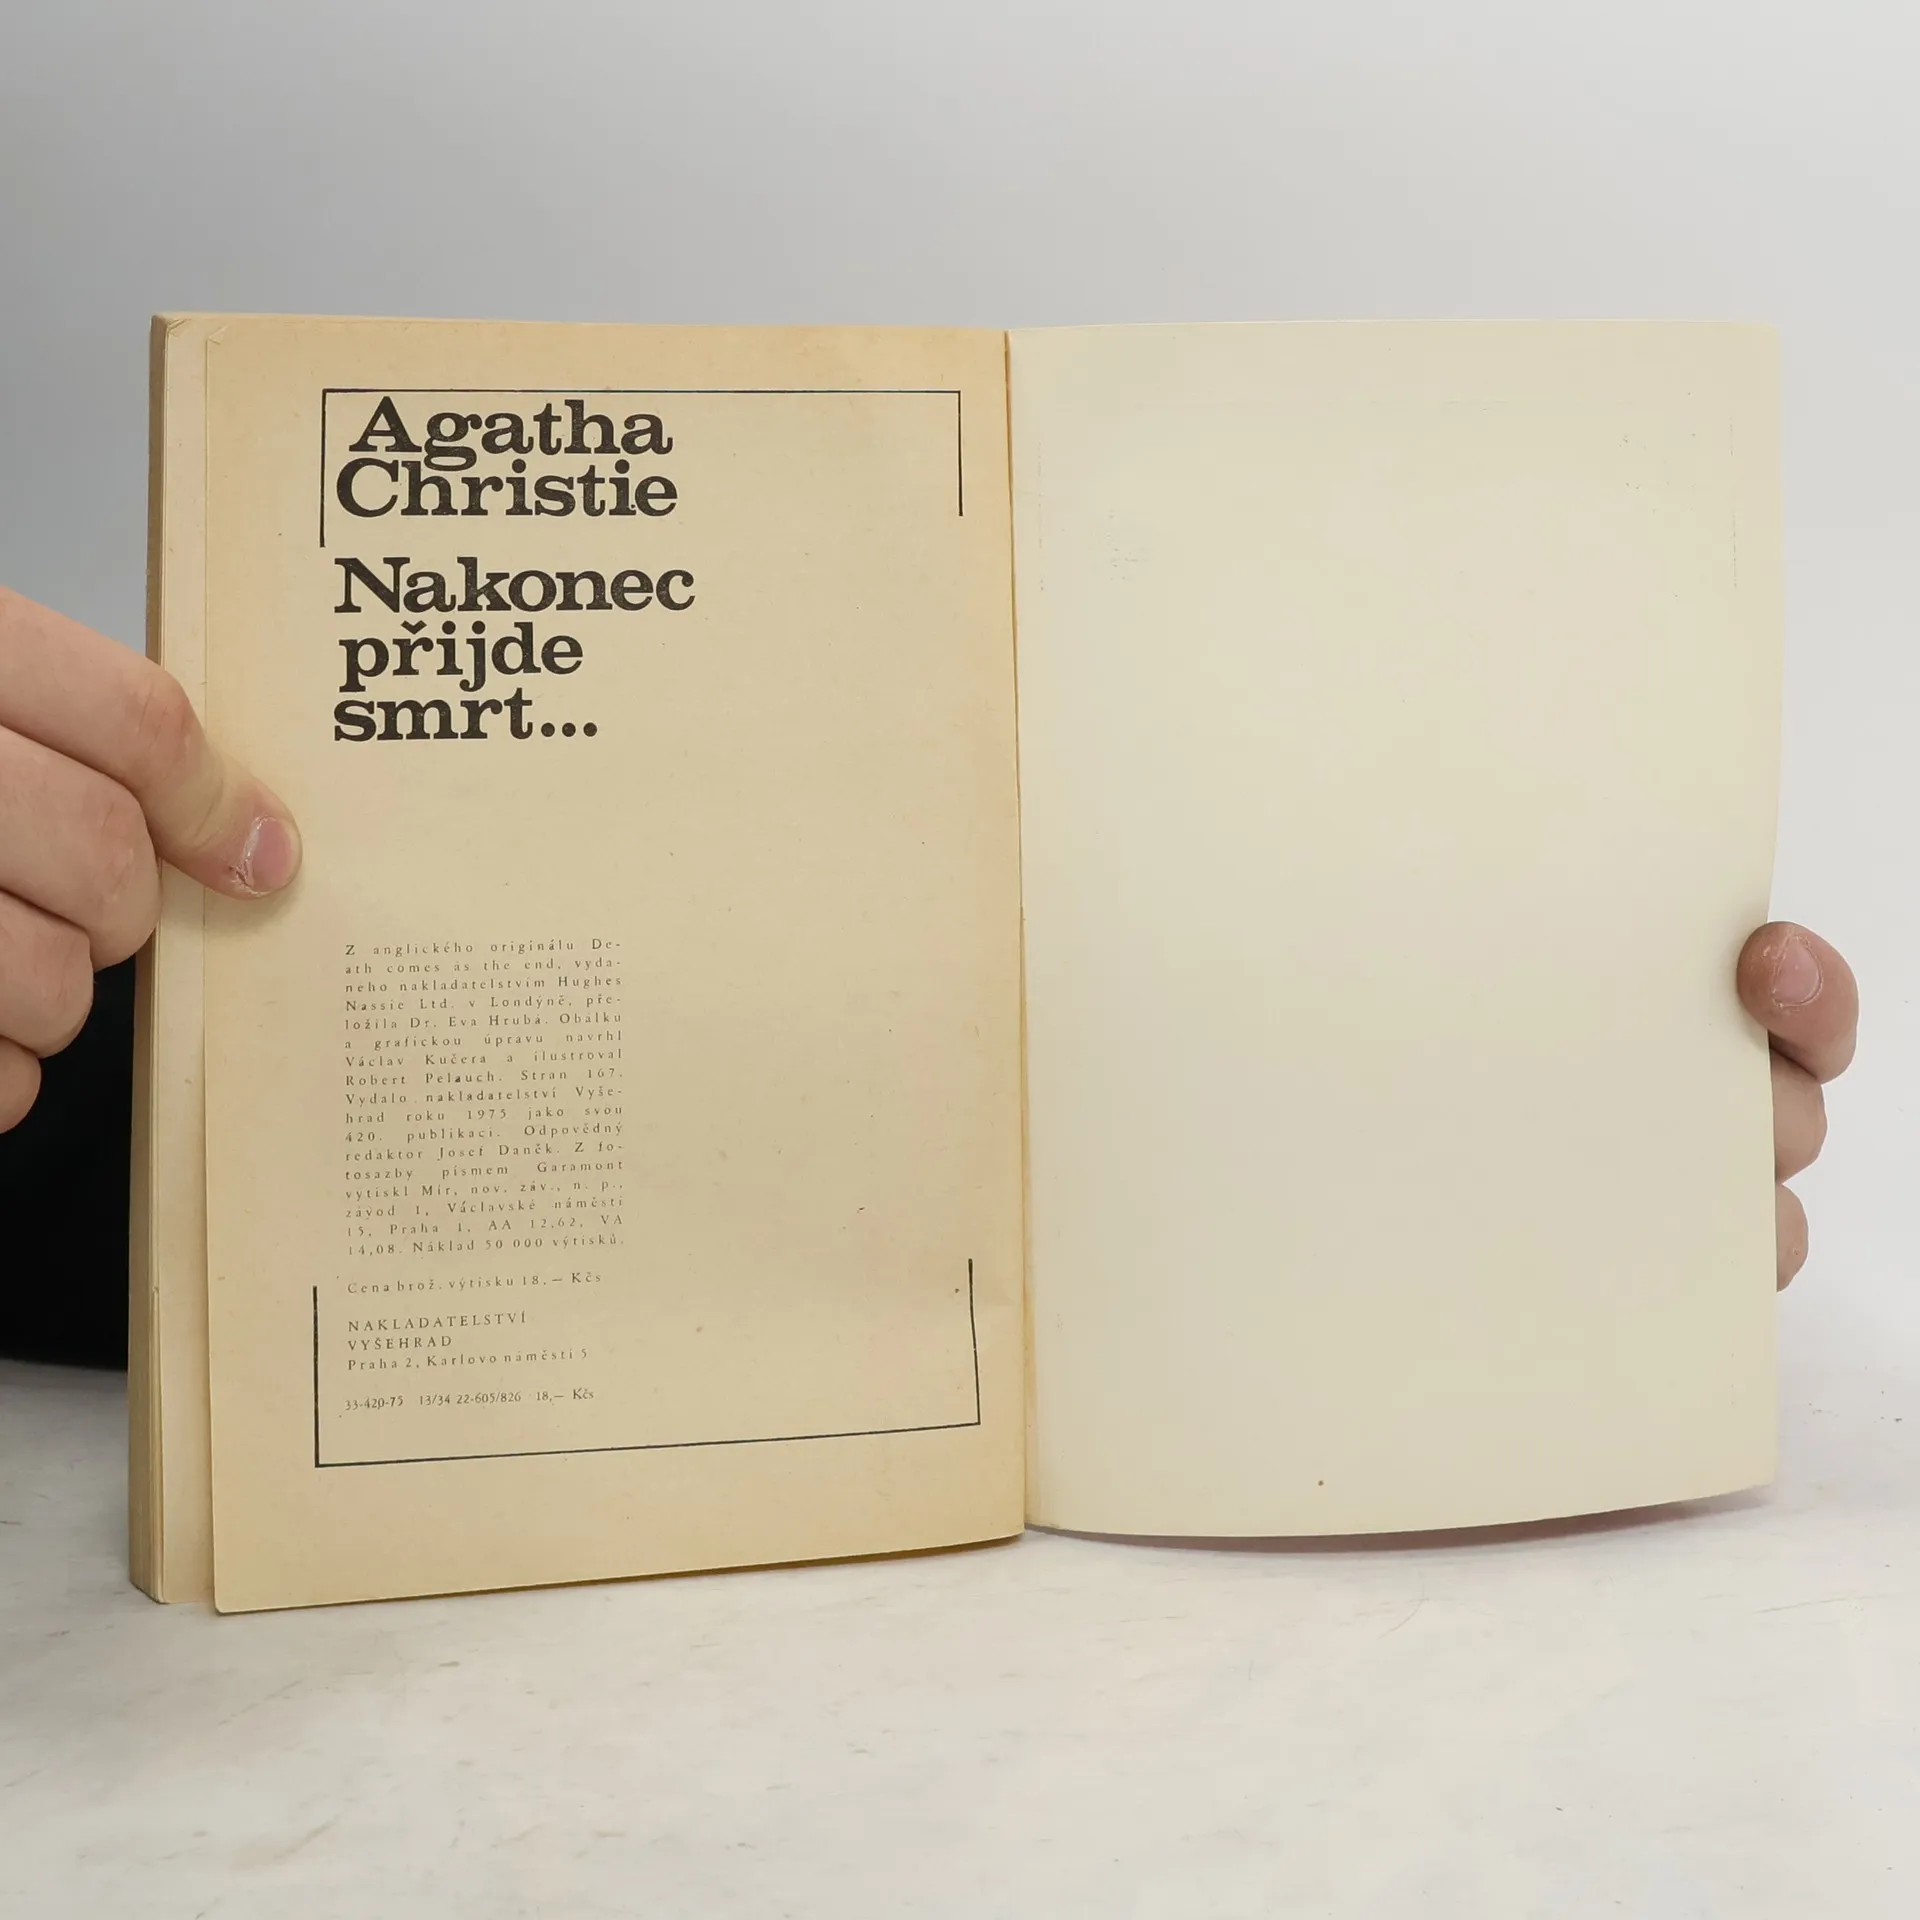 Agatha
Christie
Nakonec
přijde
smrt...
Z anglického originálu De-
ath comes as the end, vyda-
ného nakladatelstvím Hughes
Nassie Ltd. v Londýně, pře-
ložila Dr. Eva Hrubá. Obálku
a grafickou úpravu navrhl
Václav Kučera a ilustroval
Robert Pelauch. Stran 167.
Vydalo nakladatelství Vyše-
hrad roku 1975 jako svou
420. publikaci. Odpovědný
redaktor Josef Daněk. Z fo-
tosazby písmem Garamont
vytiskl Mír, nov. záv., n. p.,
závod 1, Václavské náměstí
15, Praha 1. AA 12,62, VA
14,08. Náklad 50 000 výtisků.
Cena brož. výtisku 18,— Kčs
NAKLADATELSTVÍ
VYŠEHRAD
Praha 2, Karlovo náměstí 5
33-420-75 13/34 22-605/826 18,— Kčs